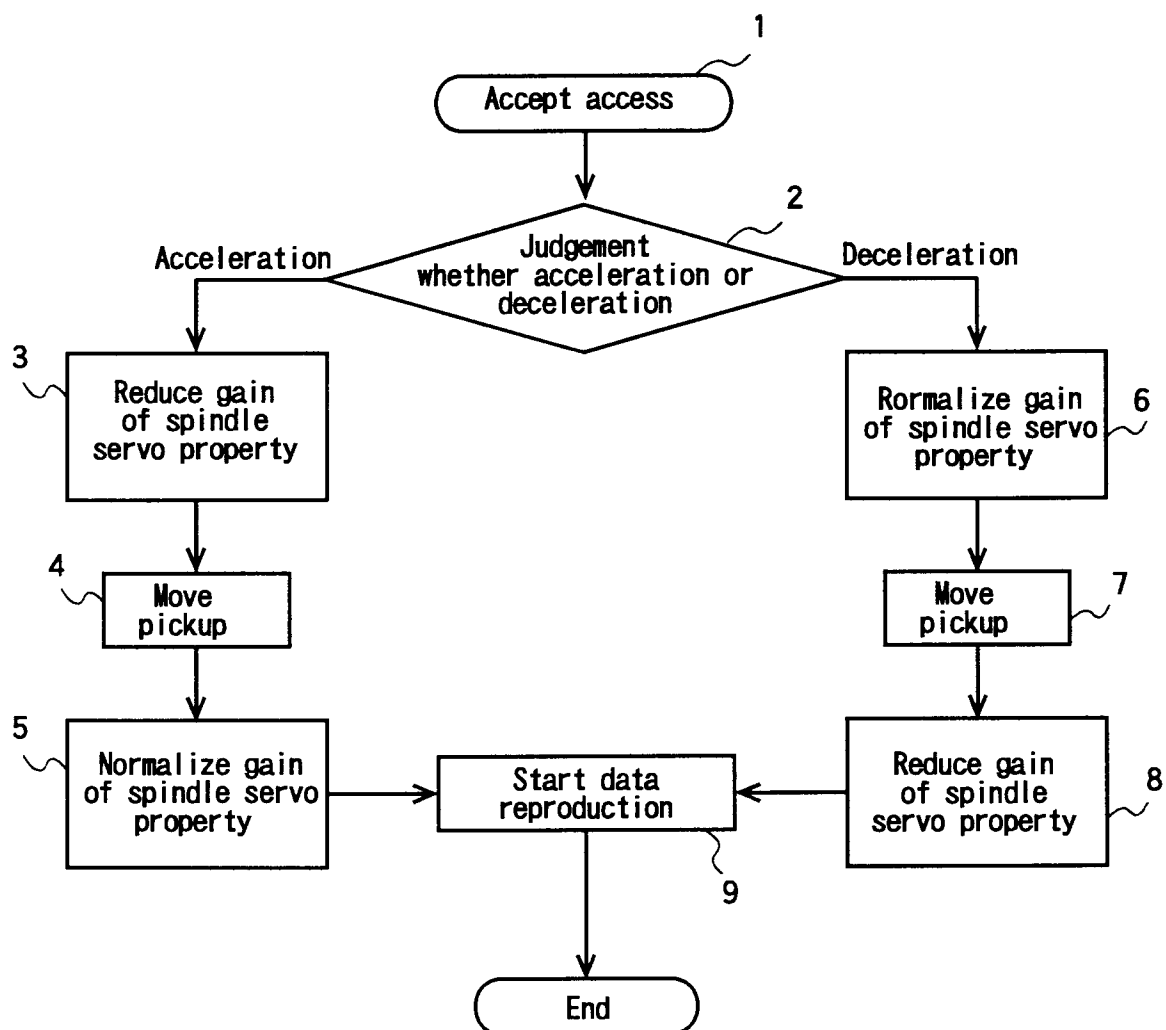 1
Accept access
2
Judgement
whether acceleration or
deceleration
Acceleration
Deceleration
3
Reduce gain
of spindle
servo property
4
Move
pickup
5
Normalize gain
of spindle servo
property
6
Rormalize gain
of spindle servo
property
7
Move
pickup
8
Reduce gain
of spindle
servo property
Start data
reproduction
9
End